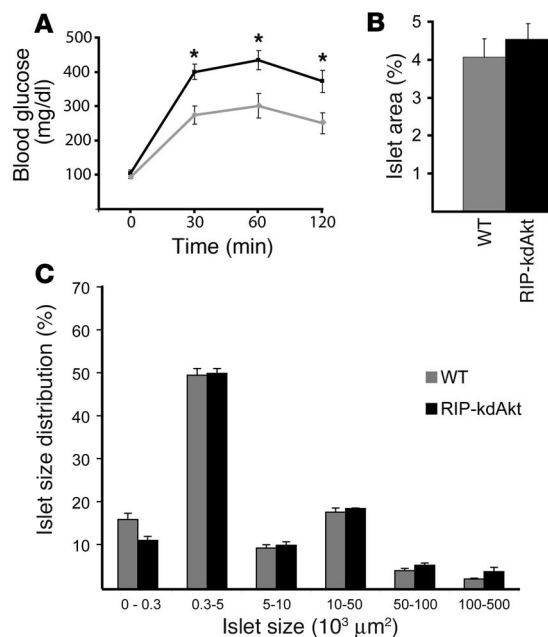 A
Blood glucose
(mg/dl)
500
400
300
200
100
* * *
0 30 60 120
Time (min)
B
Islet area (%)
5
4
3
2
1
WT
RIP-kdAkt
C
Islet size distribution (%)
70
60
50
40
30
20
10
WT
RIP-kdAkt
0 - 0.3 0.3-5 5-10 10-50 50-100 100-500
Islet size (10³ µm²)